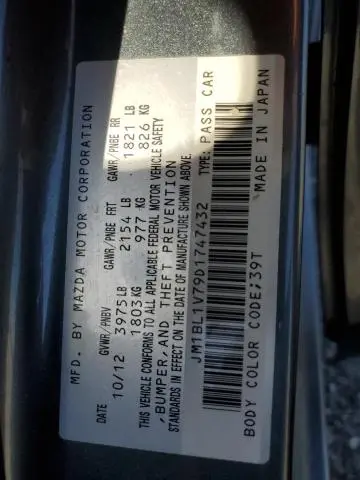 MFD. BY MAZDA MOTOR CORPORATION
DATE GVWR/PNBV GAWR/PNBE FRT GAWR/PNBE RR
10/12 3975LB 2154 LB 1821 LB
1803KG 977 KG 826 KG
THIS VEHICLE CONFORMS TO ALL APPLICABLE FEDERAL MOTOR VEHICLE SAFETY
,BUMPER,AND THEFT PREVENTION
STANDARDS IN EFFECT ON THE DATE OF MANUFACTURE SHOWN ABOVE.
JM1BL1V79D1747432 TYPE: PASS CAR
BODY COLOR CODE;39T MADE IN JAPAN